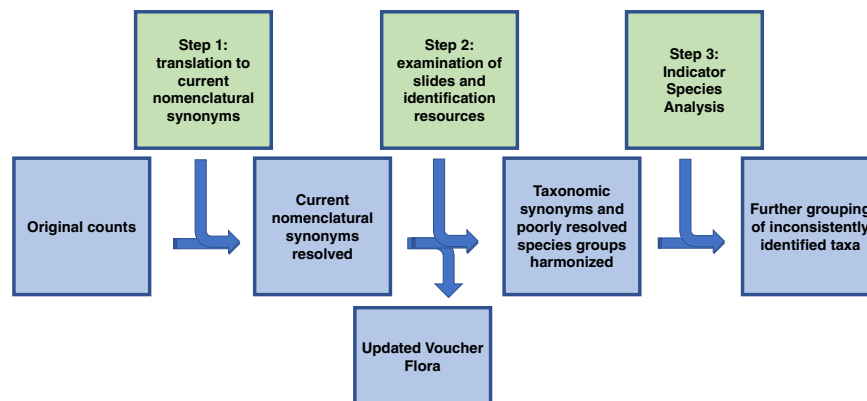 Step 1:
translation to
current
nomenclatural
synonyms
Step 2:
examination of
slides and
identification
resources
Step 3:
Indicator
Species
Analysis
Original counts
Current
nomenclatural
synonyms
resolved
Taxonomic
synonyms and
poorly resolved
species groups
harmonized
Further grouping
of inconsistently
identified taxa
Updated Voucher
Flora